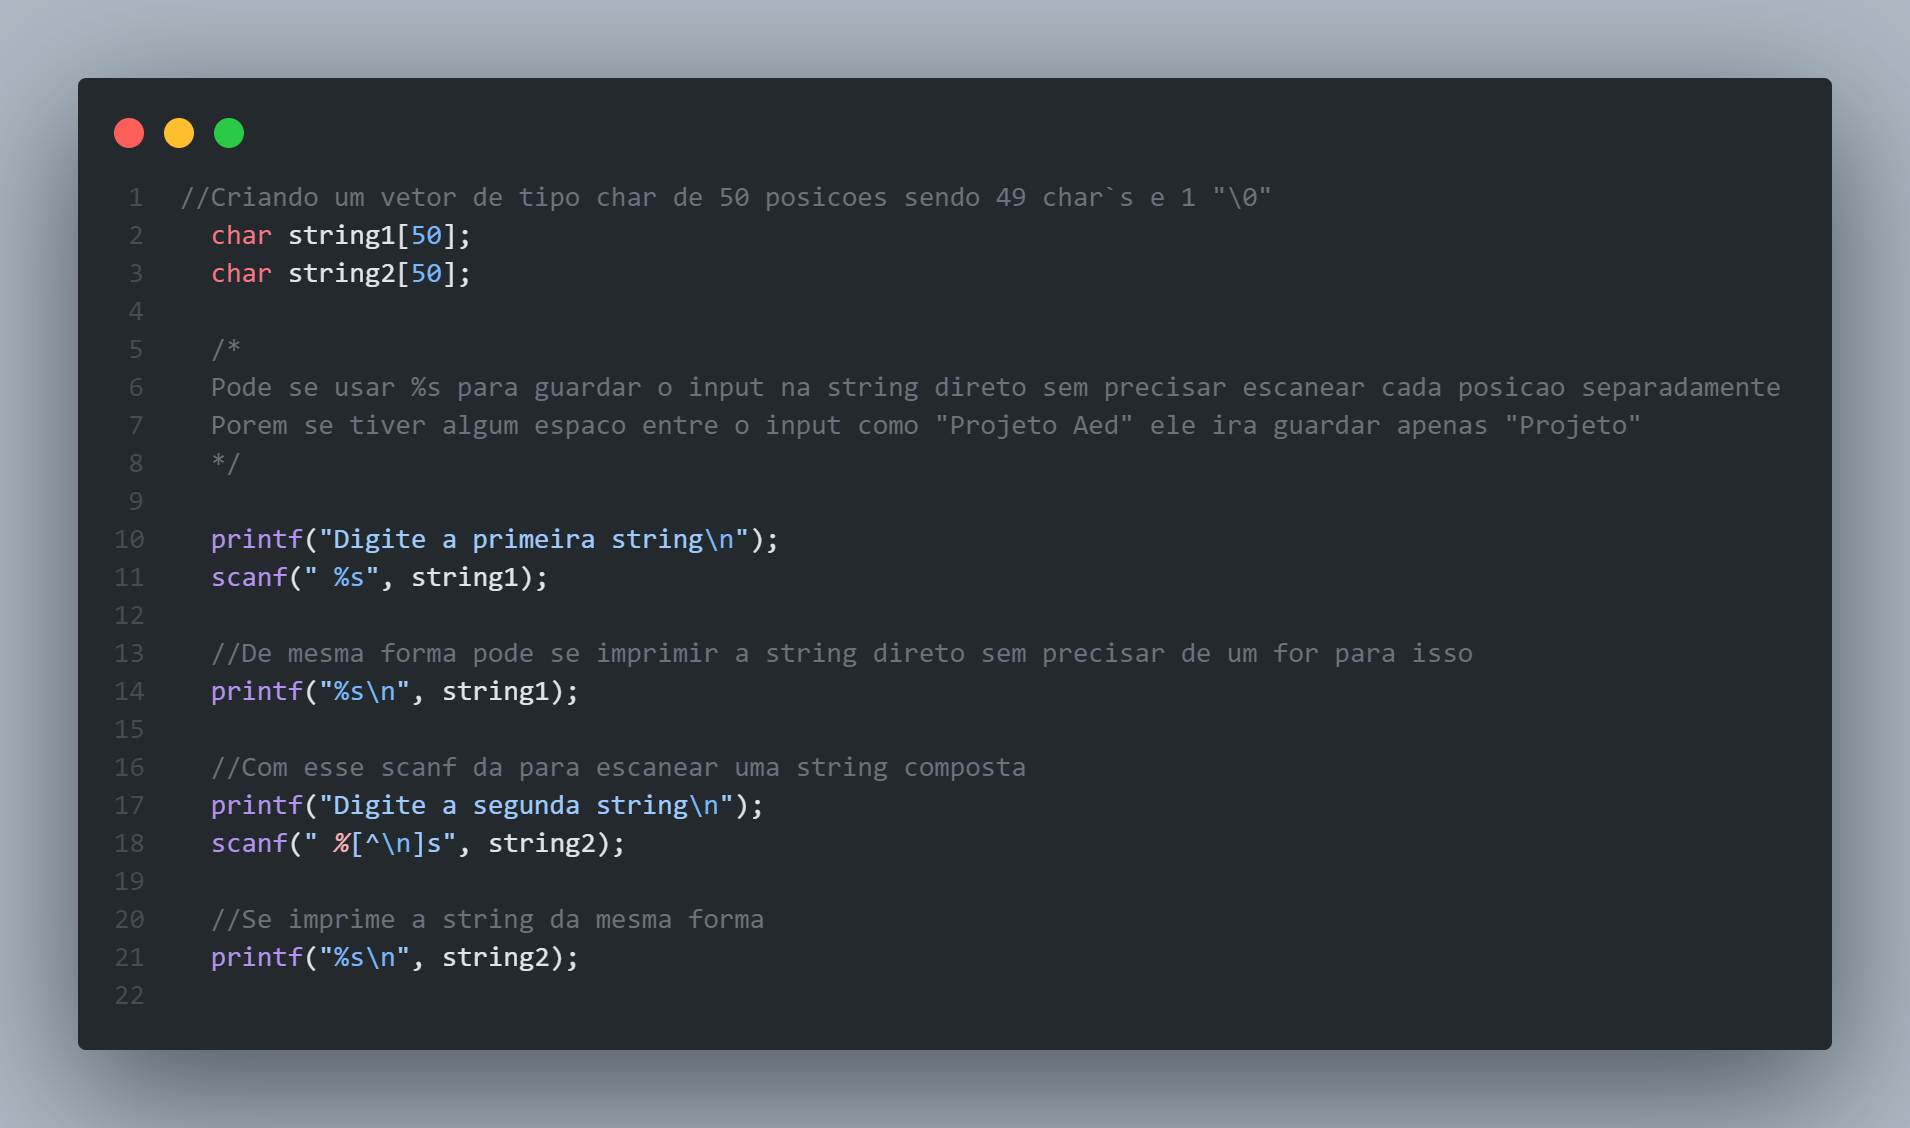 1 //Criando um vetor de tipo char de 50 posicoes sendo 49 char`s e 1 "\0"
2   char string1[50];
3   char string2[50];
4
5   /*
6   Pode se usar %s para guardar o input na string direto sem precisar escanear cada posicao separadamente
7   Porem se tiver algum espaco entre o input como "Projeto Aed" ele ira guardar apenas "Projeto"
8   */
9
10   printf("Digite a primeira string\n");
11   scanf(" %s", string1);
12
13   //De mesma forma pode se imprimir a string direto sem precisar de um for para isso
14   printf("%s\n", string1);
15
16   //Com esse scanf da para escanear uma string composta
17   printf("Digite a segunda string\n");
18   scanf(" %[^\n]s", string2);
19
20   //Se imprime a string da mesma forma
21   printf("%s\n", string2);
22